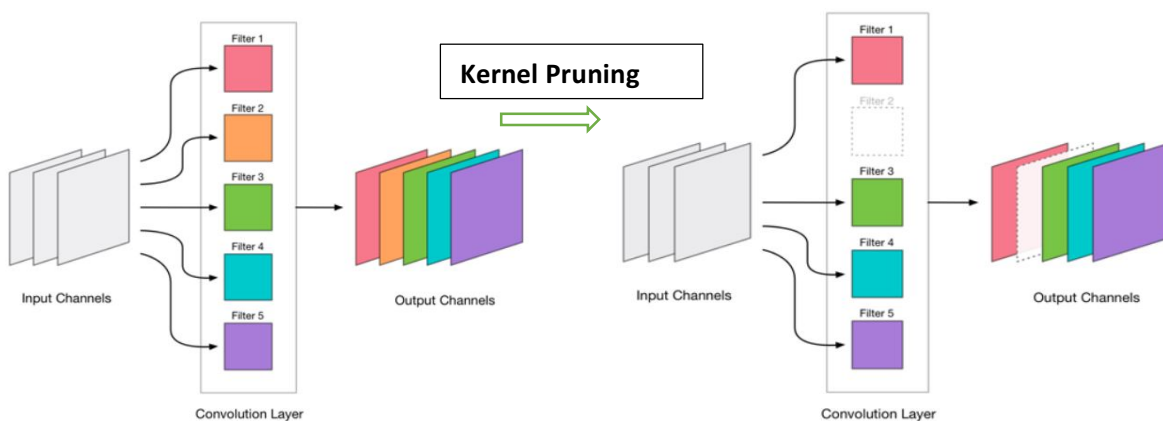 Filter 1
Filter 2
Filter 3
Filter 4
Filter 5
Input Channels
Convolution Layer
Output Channels
Kernel Pruning
Filter 1
Filter 2
Filter 3
Filter 4
Filter 5
Input Channels
Convolution Layer
Output Channels